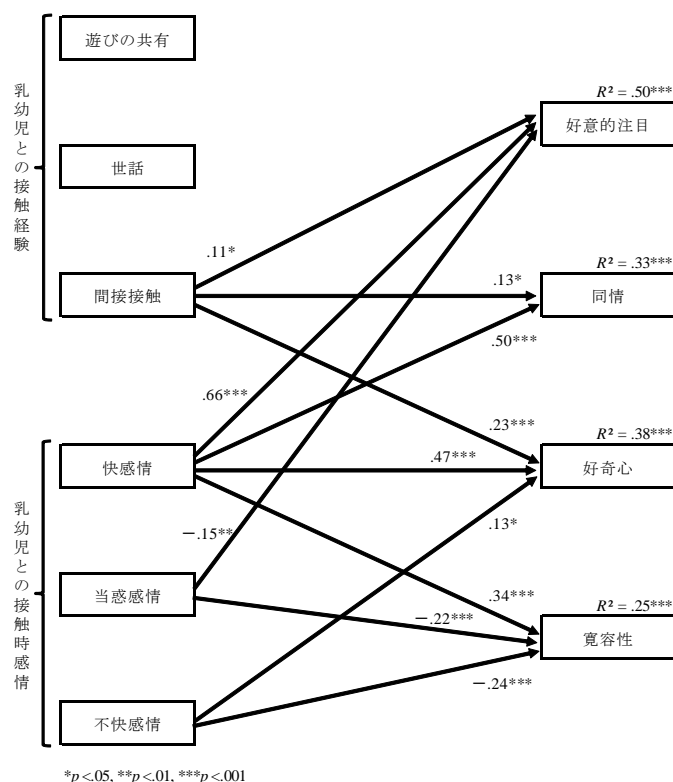 乳幼児との接触経験
遊びの共有
世話
間接接触
乳幼児との接触時感情
快感情
当惑感情
不快感情
.11*
.13*
.50***
.66***
.23***
.47***
－.15**
.13*
.34***
－.22***
－.24***
R² = .50***
好意的注目
R² = .33***
同情
R² = .38***
好奇心
R² = .25***
寛容性
*p<.05, **p<.01, ***p<.001